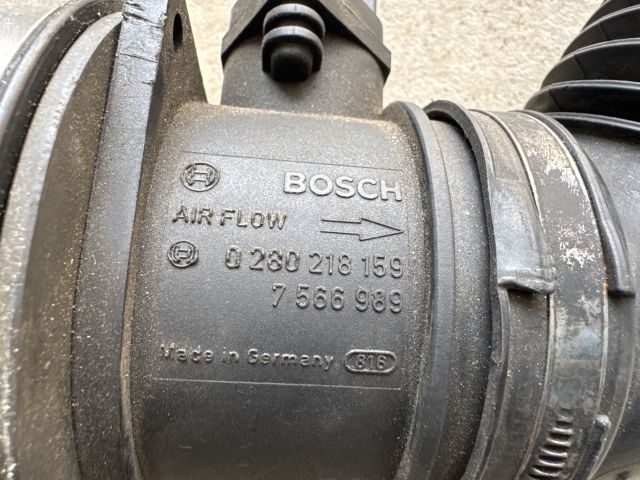 BOSCH
AIR FLOW
0 280 218 159
7 566 989
Made in Germany 816